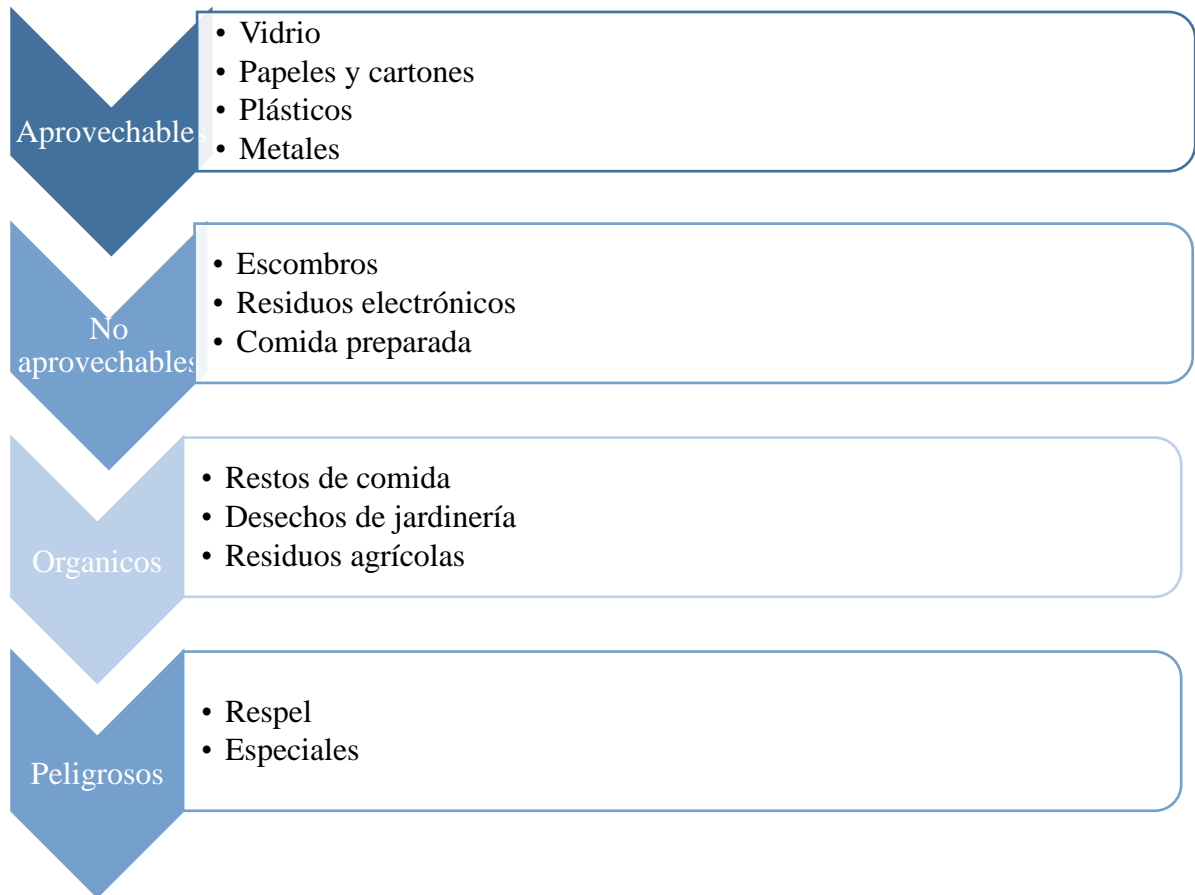 Aprovechables
• Vidrio
• Papeles y cartones
• Plásticos
• Metales
No
aprovechables
• Escombros
• Residuos electrónicos
• Comida preparada
Organicos
• Restos de comida
• Desechos de jardinería
• Residuos agrícolas
Peligrosos
• Respel
• Especiales